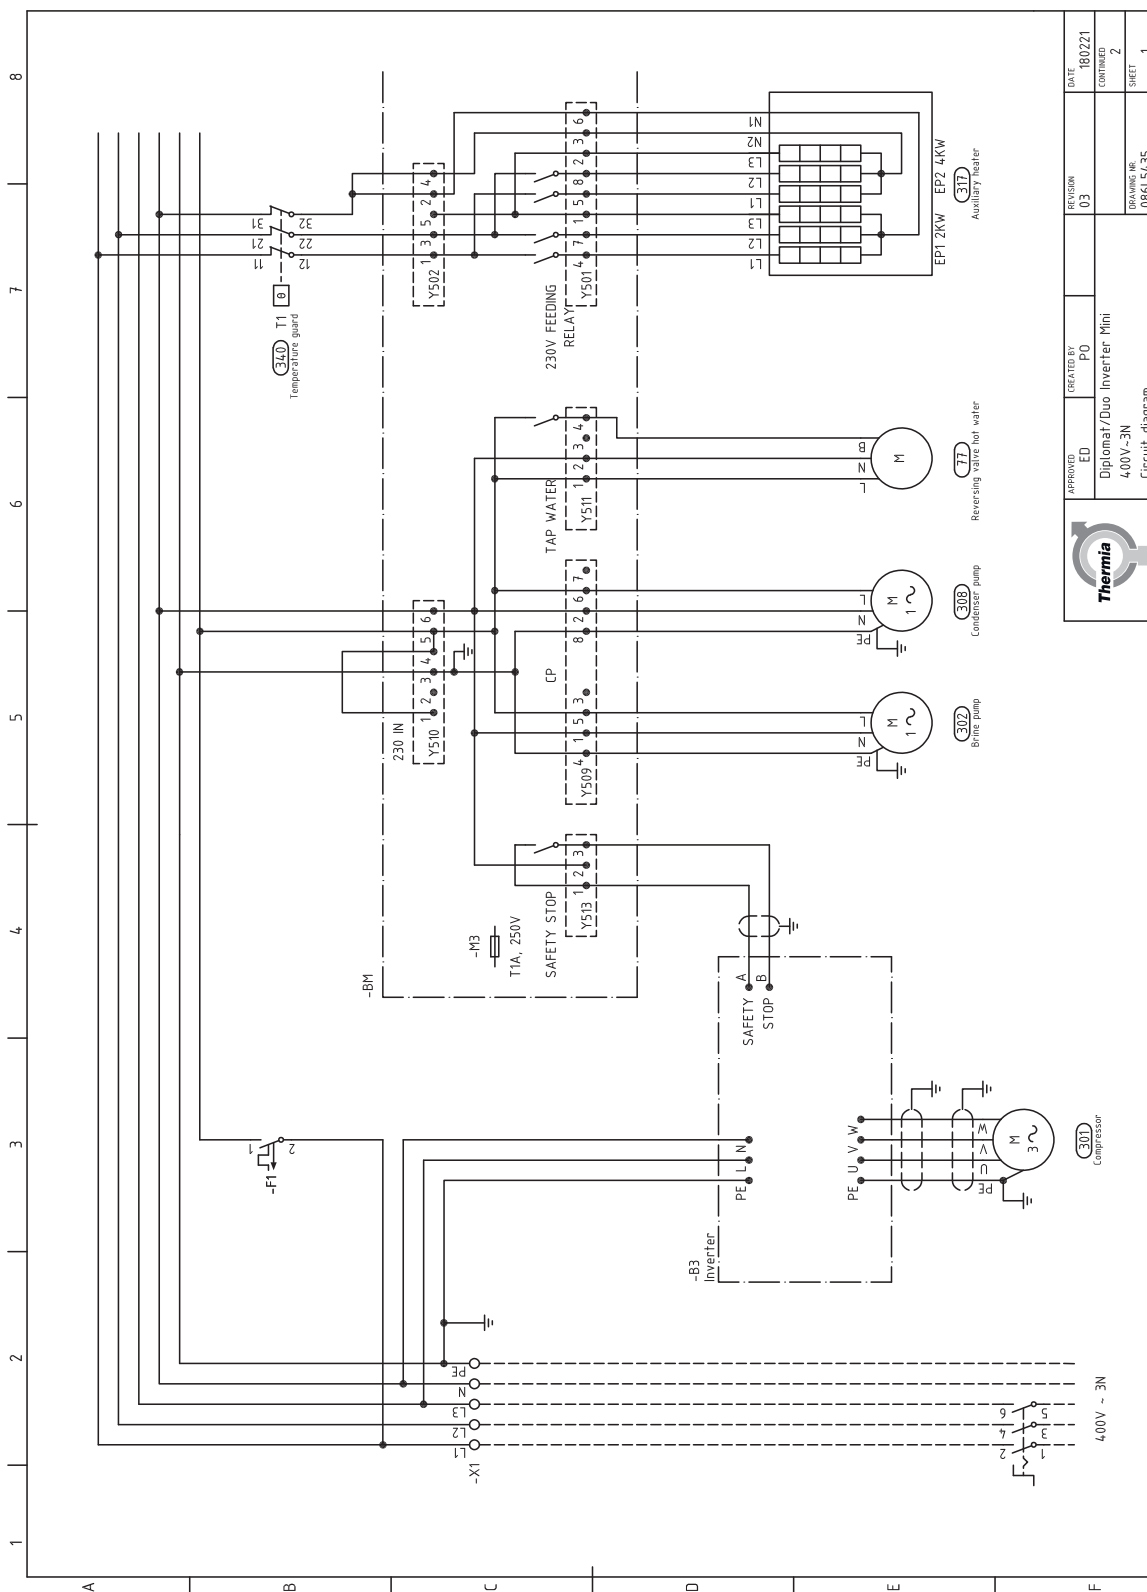 1 2 3 4 5 6 7 8
A
B
C
D
E
F
-X1
L1 L2 L3 N PE
2 4 6
1 3 5
400V ~ 3N
-F1
1
2
-B3
Inverter
PE L N
SAFETY
STOP
A
B
PE U V W
PE U V W
M
3
301
Compressor
-BM
-M3
T1A, 250V
SAFETY STOP
Y513
1 2 3
230 IN
Y510
1 2 3 4 5 6
CP
Y509
4 1 5 3 8 2 6 7
PE N L
M
1
302
Brine pump
PE N L
M
1
308
Condenser pump
TAP WATER
Y511
1 2 3 4
L N B
M
77
Reversing valve hot water
340
T1
θ
Temperature guard
11 21 31
12 22 32
Y502
1 3 5 2 4
230V FEEDING
RELAY
Y501
4 7 1 5 8 2 3 6
L1 L2 L3 L1 L2 L3 N2 N1
EP1 2KW EP2 4KW
317
Auxiliary heater
Thermia
APPROVED
ED
CREATED BY
PO
REVISION
03
DATE
180221
Diplomat/Duo Inverter Mini
400V~3N
Circuit diagram
CONTINUED
2
DRAWING NR.
SHEET
1